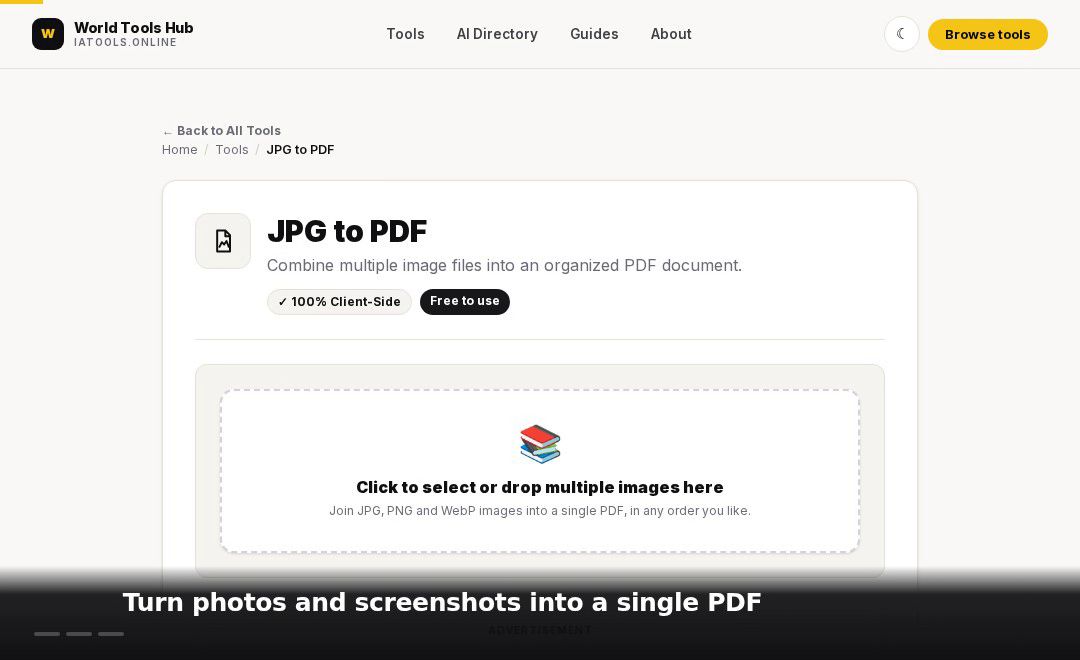 W
World Tools Hub
IATOOLS.ONLINE
Tools
AI Directory
Guides
About
Browse tools
← Back to All Tools
Home / Tools / JPG to PDF
JPG to PDF
Combine multiple image files into an organized PDF document.
✓ 100% Client-Side
Free to use
Click to select or drop multiple images here
Join JPG, PNG and WebP images into a single PDF, in any order you like.
Turn photos and screenshots into a single PDF
ADVERTISEMENT